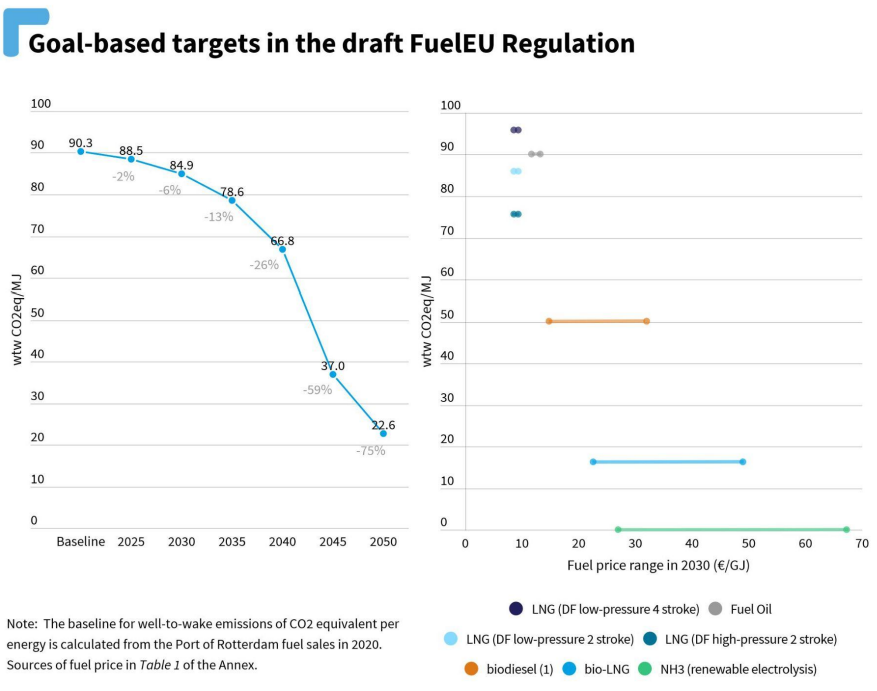 Goal-based targets in the draft FuelEU Regulation
wtw CO2eq/MJ
100
90
80
70
60
50
40
30
20
10
0
90.3
88.5
84.9
78.6
66.8
37.0
22.6
-2%
-6%
-13%
-26%
-59%
-75%
Baseline 2025 2030 2035 2040 2045 2050
wtw CO2eq/MJ
100
90
80
70
60
50
40
30
20
10
0
0 10 20 30 40 50 60 70
Fuel price range in 2030 (€/GJ)
LNG (DF low-pressure 4 stroke) Fuel Oil
LNG (DF low-pressure 2 stroke) LNG (DF high-pressure 2 stroke)
biodiesel (1) bio-LNG NH3 (renewable electrolysis)
Note: The baseline for well-to-wake emissions of CO2 equivalent per
energy is calculated from the Port of Rotterdam fuel sales in 2020.
Sources of fuel price in Table 1 of the Annex.